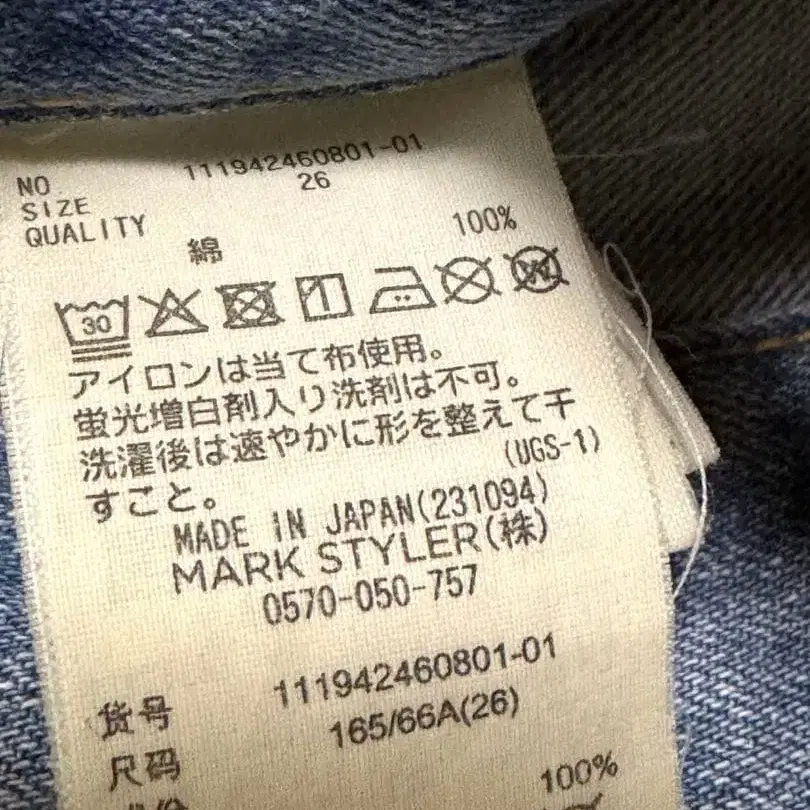 NO 111942460801-01
SIZE 26
QUALITY
綿 100%
30
アイロンは当て布使用。
蛍光増白剤入り洗剤は不可。
洗濯後は速やかに形を整えて干
すこと。 (UGS-1)
MADE IN JAPAN(231094)
MARK STYLER(株)
0570-050-757
货号 111942460801-01
尺码 165/66A(26)
100%